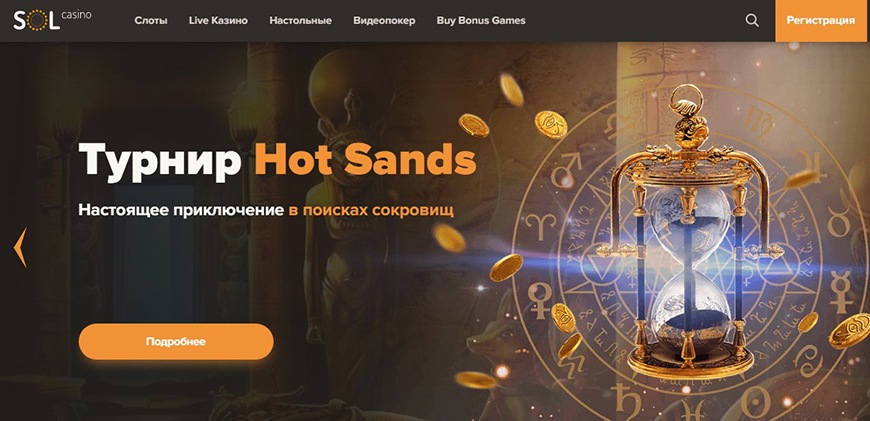 SOL casino
Слоты Live Казино Настольные Видеопокер Buy Bonus Games
Регистрация
Турнир Hot Sands
Настоящее приключение в поисках сокровищ
Подробнее